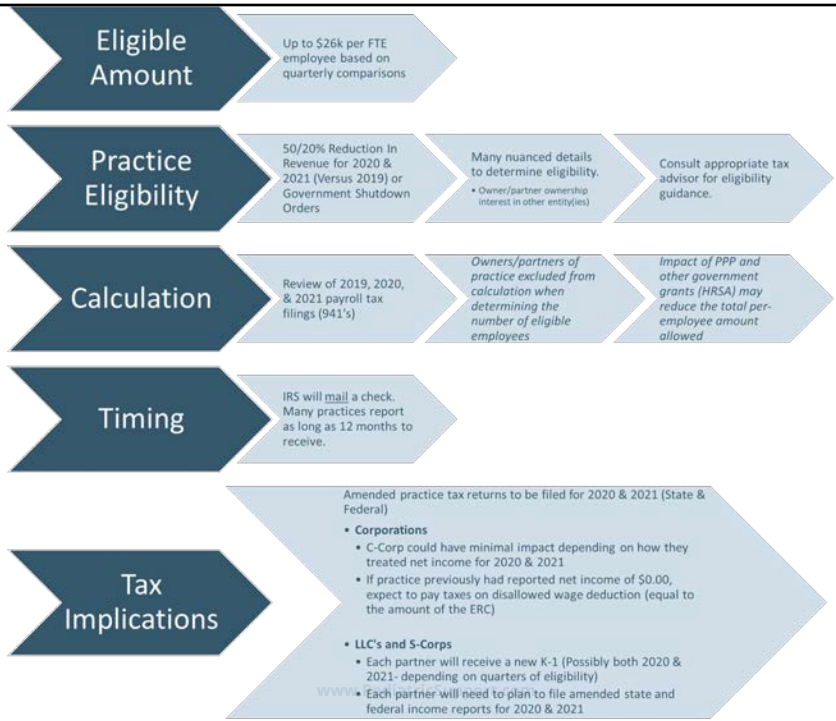 Eligible
Amount
Up to $26k per FTE
employee based on
quarterly comparisons
Practice
Eligibility
50/20% Reduction In
Revenue for 2020 &
2021 (Versus 2019) or
Government Shutdown
Orders
Many nuanced details
to determine eligibility.
• Owner/partner ownership
interest in other entity(ies)
Consult appropriate tax
advisor for eligibility
guidance.
Calculation
Review of 2019, 2020,
& 2021 payroll tax
filings (941's)
Owners/partners of
practice excluded from
calculation when
determining the
number of eligible
employees
Impact of PPP and
other government
grants (HRSA) may
reduce the total per-
employee amount
allowed
Timing
IRS will mail a check.
Many practices report
as long as 12 months to
receive.
Tax
Implications
Amended practice tax returns to be filed for 2020 & 2021 (State &
Federal)
• Corporations
• C-Corp could have minimal impact depending on how they
treated net income for 2020 & 2021
• If practice previously had reported net income of $0.00,
expect to pay taxes on disallowed wage deduction (equal to
the amount of the ERC)
• LLC's and S-Corps
• Each partner will receive a new K-1 (Possibly both 2020 &
2021- depending on quarters of eligibility)
• Each partner will need to plan to file amended state and
federal income reports for 2020 & 2021